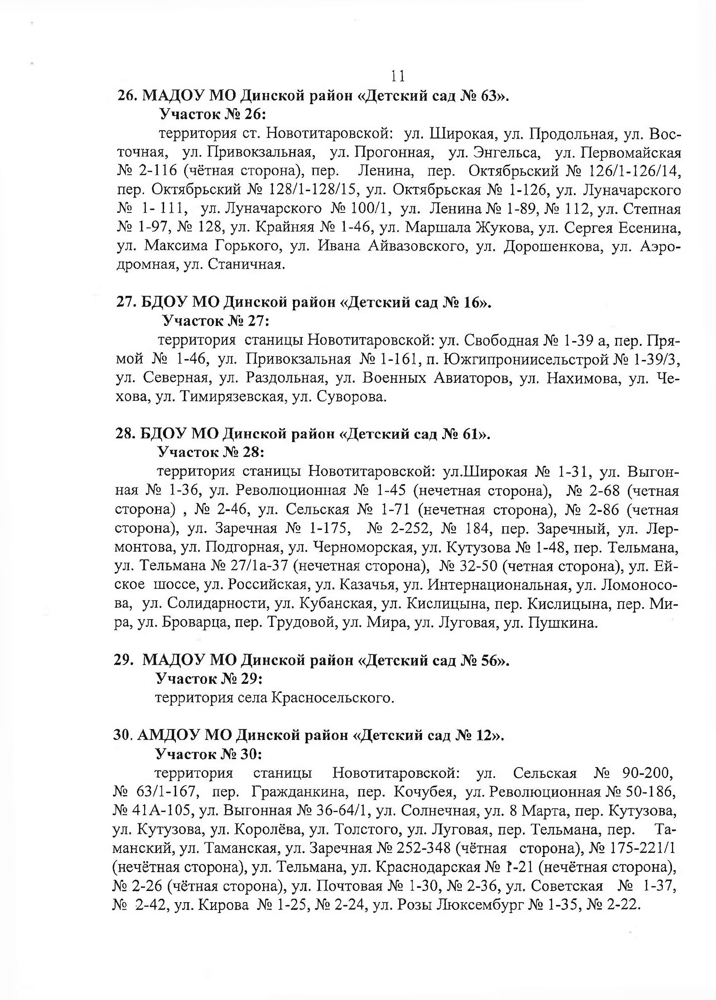 11
26. МАДОУ МО Динской район «Детский сад № 63».
Участок № 26:
территория ст. Новотитаровской: ул. Широкая, ул. Продольная, ул. Вос-
точная, ул. Привокзальная, ул. Прогонная, ул. Энгельса, ул. Первомайская
№ 2-116 (чётная сторона), пер. Ленина, пер. Октябрьский № 126/1-126/14,
пер. Октябрьский № 128/1-128/15, ул. Октябрьская № 1-126, ул. Луначарского
№ 1- 111, ул. Луначарского № 100/1, ул. Ленина № 1-89, № 112, ул. Степная
№ 1-97, № 128, ул. Крайняя № 1-46, ул. Маршала Жукова, ул. Сергея Есенина,
ул. Максима Горького, ул. Ивана Айвазовского, ул. Дорошенкова, ул. Аэро-
дромная, ул. Станичная.
27. БДОУ МО Динской район «Детский сад № 16».
Участок № 27:
территория станицы Новотитаровской: ул. Свободная № 1-39 а, пер. Пря-
мой № 1-46, ул. Привокзальная № 1-161, п. Южгипрониисельстрой № 1-39/3,
ул. Северная, ул. Раздольная, ул. Военных Авиаторов, ул. Нахимова, ул. Че-
хова, ул. Тимирязевская, ул. Суворова.
28. БДОУ МО Динской район «Детский сад № 61».
Участок № 28:
территория станицы Новотитаровской: ул.Широкая № 1-31, ул. Выгон-
ная № 1-36, ул. Революционная № 1-45 (нечетная сторона), № 2-68 (четная
сторона) , № 2-46, ул. Сельская № 1-71 (нечетная сторона), № 2-86 (четная
сторона), ул. Заречная № 1-175, № 2-252, № 184, пер. Заречный, ул. Лер-
монтова, ул. Подгорная, ул. Черноморская, ул. Кутузова № 1-48, пер. Тельмана,
ул. Тельмана № 27/1а-37 (нечетная сторона), № 32-50 (четная сторона), ул. Ей-
ское шоссе, ул. Российская, ул. Казачья, ул. Интернациональная, ул. Ломоносо-
ва, ул. Солидарности, ул. Кубанская, ул. Кислицына, пер. Кислицына, пер. Ми-
ра, ул. Броварца, пер. Трудовой, ул. Мира, ул. Луговая, ул. Пушкина.
29. МАДОУ МО Динской район «Детский сад № 56».
Участок № 29:
территория села Красносельского.
30. АМДОУ МО Динской район «Детский сад № 12».
Участок № 30:
территория станицы Новотитаровской: ул. Сельская № 90-200,
№ 63/1-167, пер. Гражданкина, пер. Кочубея, ул. Революционная № 50-186,
№ 41А-105, ул. Выгонная № 36-64/1, ул. Солнечная, ул. 8 Марта, пер. Кутузова,
ул. Кутузова, ул. Королёва, ул. Толстого, ул. Луговая, пер. Тельмана, пер. Та-
манский, ул. Таманская, ул. Заречная № 252-348 (чётная сторона), № 175-221/1
(нечётная сторона), ул. Тельмана, ул. Краснодарская № 1-21 (нечётная сторона),
№ 2-26 (чётная сторона), ул. Почтовая № 1-30, № 2-36, ул. Советская № 1-37,
№ 2-42, ул. Кирова № 1-25, № 2-24, ул. Розы Люксембург № 1-35, № 2-22.